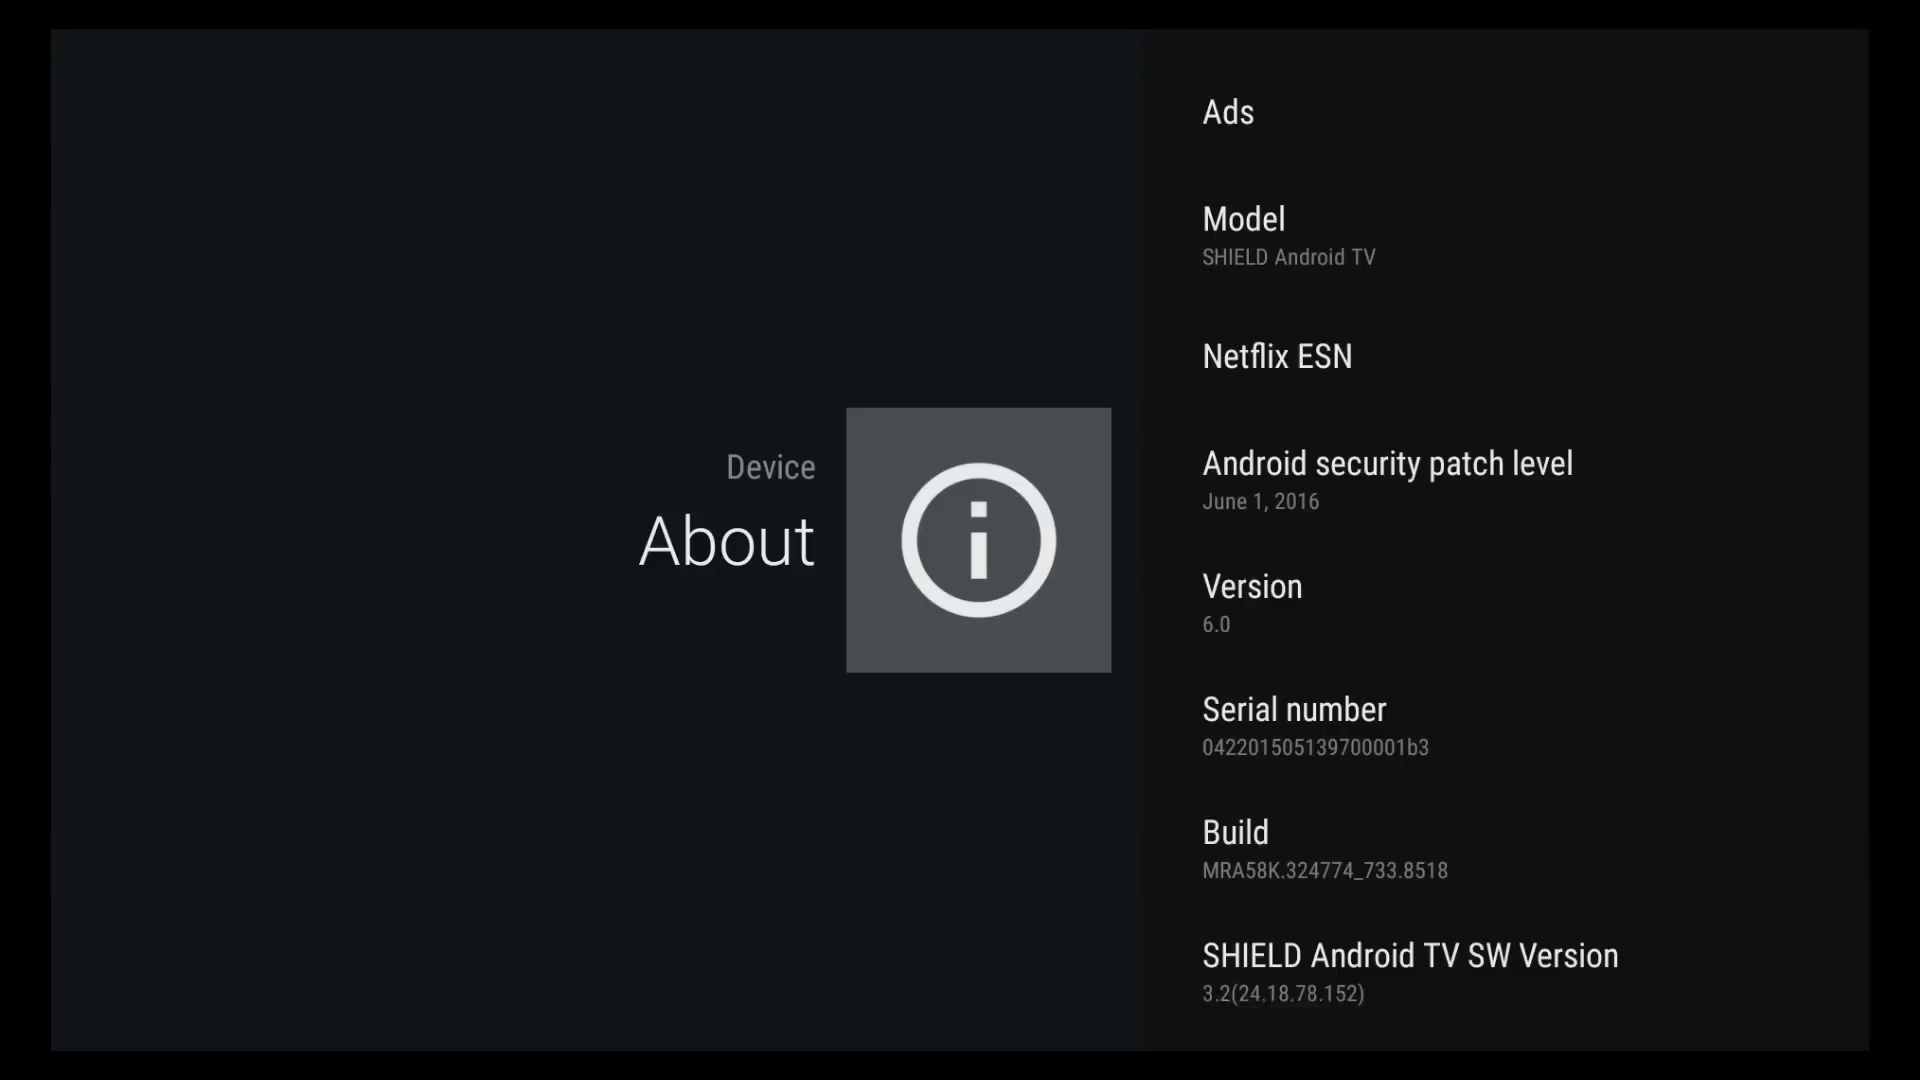 Device
About
Ads
Model
SHIELD Android TV
Netflix ESN
Android security patch level
June 1, 2016
Version
6.0
Serial number
042201505139700001b3
Build
MRA58K.324774_733.8518
SHIELD Android TV SW Version
3.2(24.18.78.152)